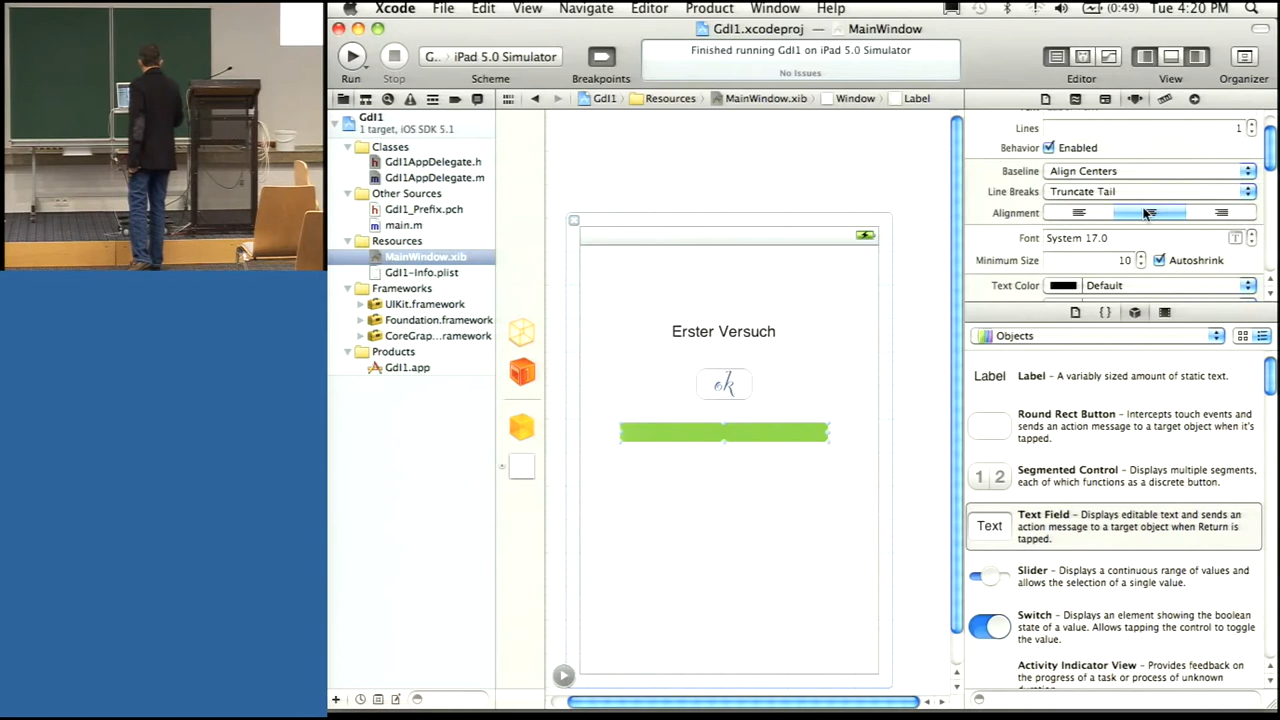 Xcode File Edit View Navigate Editor Product Window Help (0:49) Tue 4:20 PM
GdI1.xcodeproj — MainWindow
Run Stop G... iPad 5.0 Simulator Scheme Breakpoints
Finished running GdI1 on iPad 5.0 Simulator
No Issues
Editor View Organizer
GdI1 Resources MainWindow.xib Window Label
GdI1
1 target, iOS SDK 5.1
Classes
GdI1AppDelegate.h
GdI1AppDelegate.m
Other Sources
GdI1_Prefix.pch
main.m
Resources
MainWindow.xib
GdI1-Info.plist
Frameworks
UIKit.framework
Foundation.framework
CoreGrap...ramework
Products
GdI1.app
Erster Versuch
ok
Lines 1
Behavior Enabled
Baseline Align Centers
Line Breaks Truncate Tail
Alignment
Font System 17.0
Minimum Size 10 Autoshrink
Text Color Default
Objects
Label Label – A variably sized amount of static text.
Round Rect Button – Intercepts touch events and
sends an action message to a target object when it's
tapped.
1 2 Segmented Control – Displays multiple segments,
each of which functions as a discrete button.
Text Text Field – Displays editable text and sends an
action message to a target object when Return is
tapped.
Slider – Displays a continuous range of values and
allows the selection of a single value.
Switch – Displays an element showing the boolean
state of a value. Allows tapping the control to toggle
the value.
Activity Indicator View – Provides feedback on
the progress of a task or process of unknown